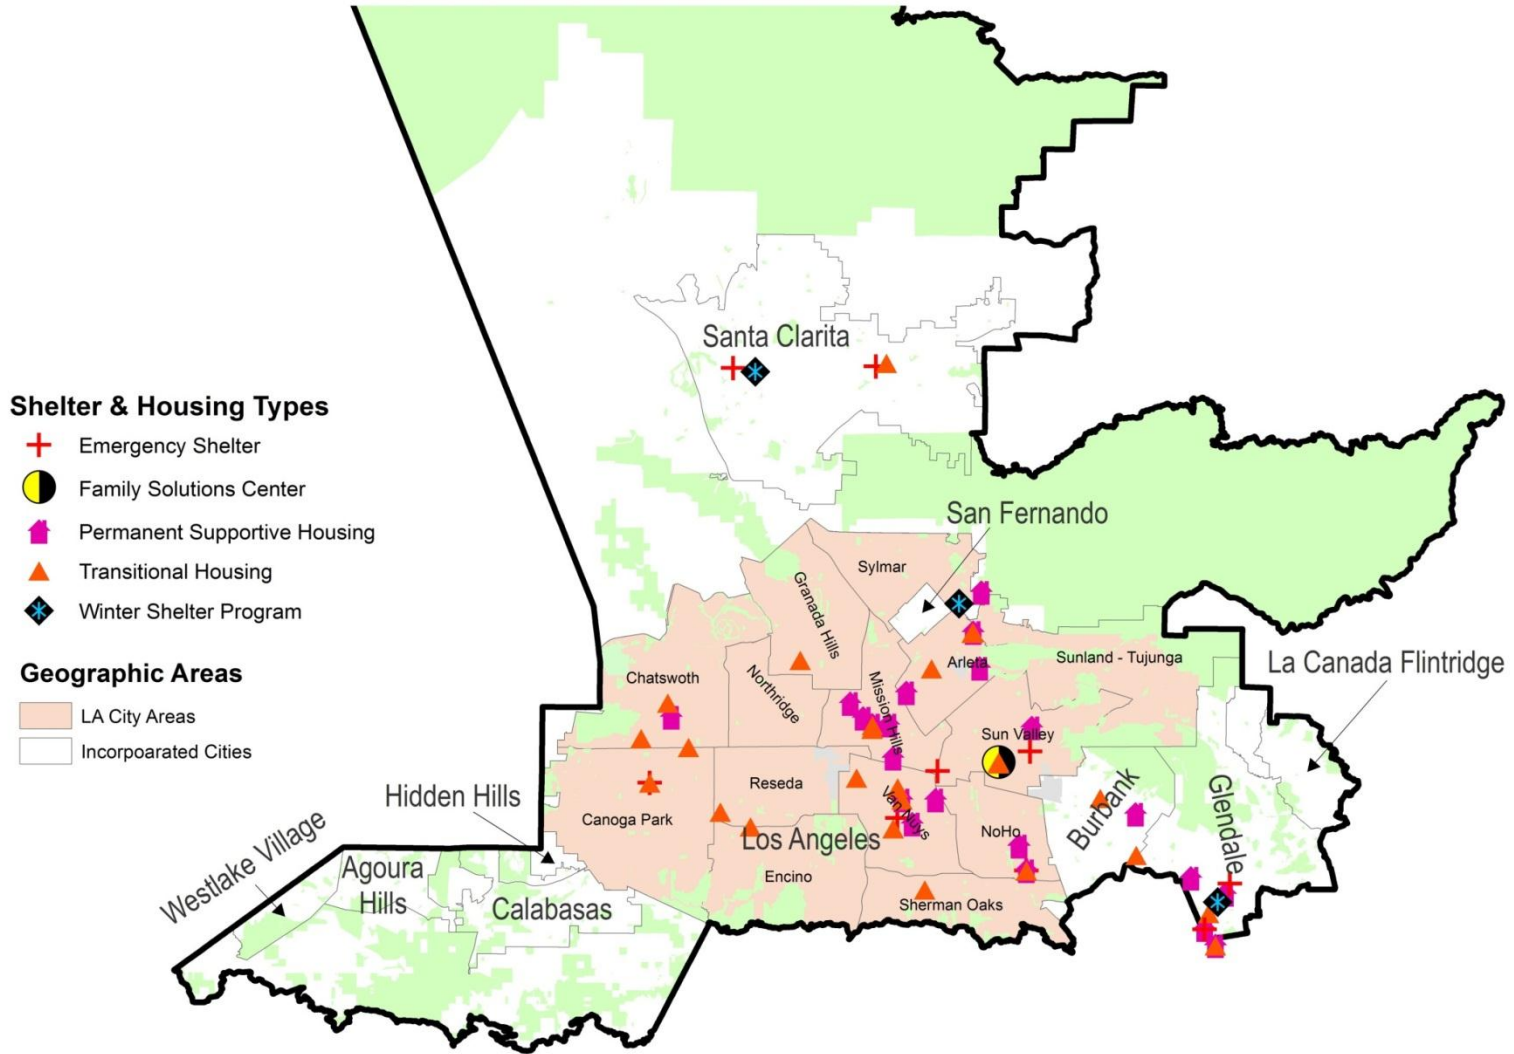 Shelter & Housing Types
Emergency Shelter
Family Solutions Center
Permanent Supportive Housing
Transitional Housing
Winter Shelter Program
Geographic Areas
LA City Areas
Incorpoarated Cities
Santa Clarita
San Fernando
Sylmar
Granada Hills
Arleta
Sunland - Tujunga
La Canada Flintridge
Chatswoth
Northridge
Mission Hills
Sun Valley
Reseda
Hidden Hills
Canoga Park
Van Nuys
NoHo
Burbank
Glendale
Los Angeles
Westlake Village
Agoura
Hills
Calabasas
Encino
Sherman Oaks